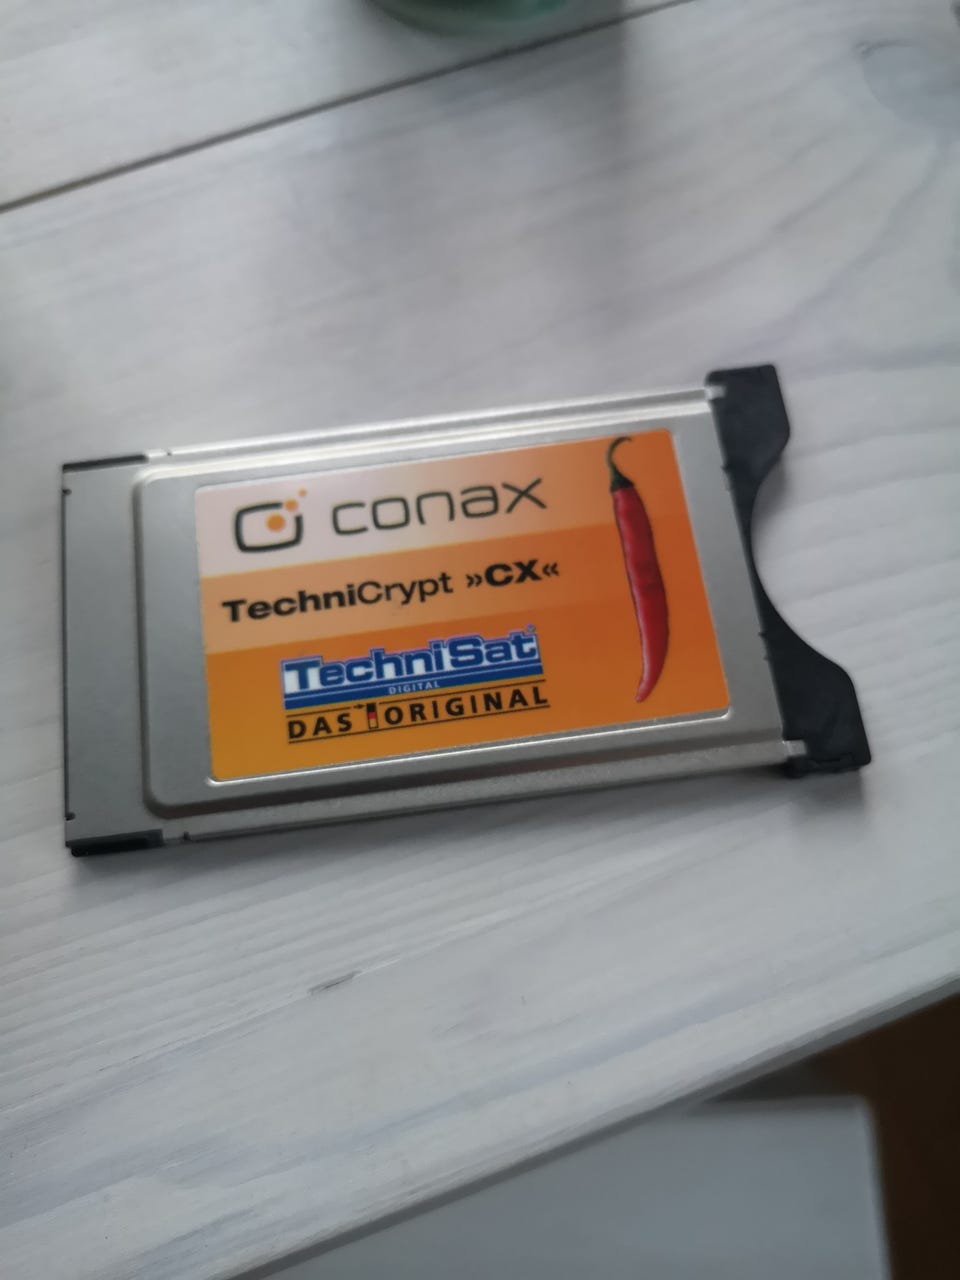 conax
TechniCrypt »CX«
TechniSat®
DIGITAL
DAS ORIGINAL